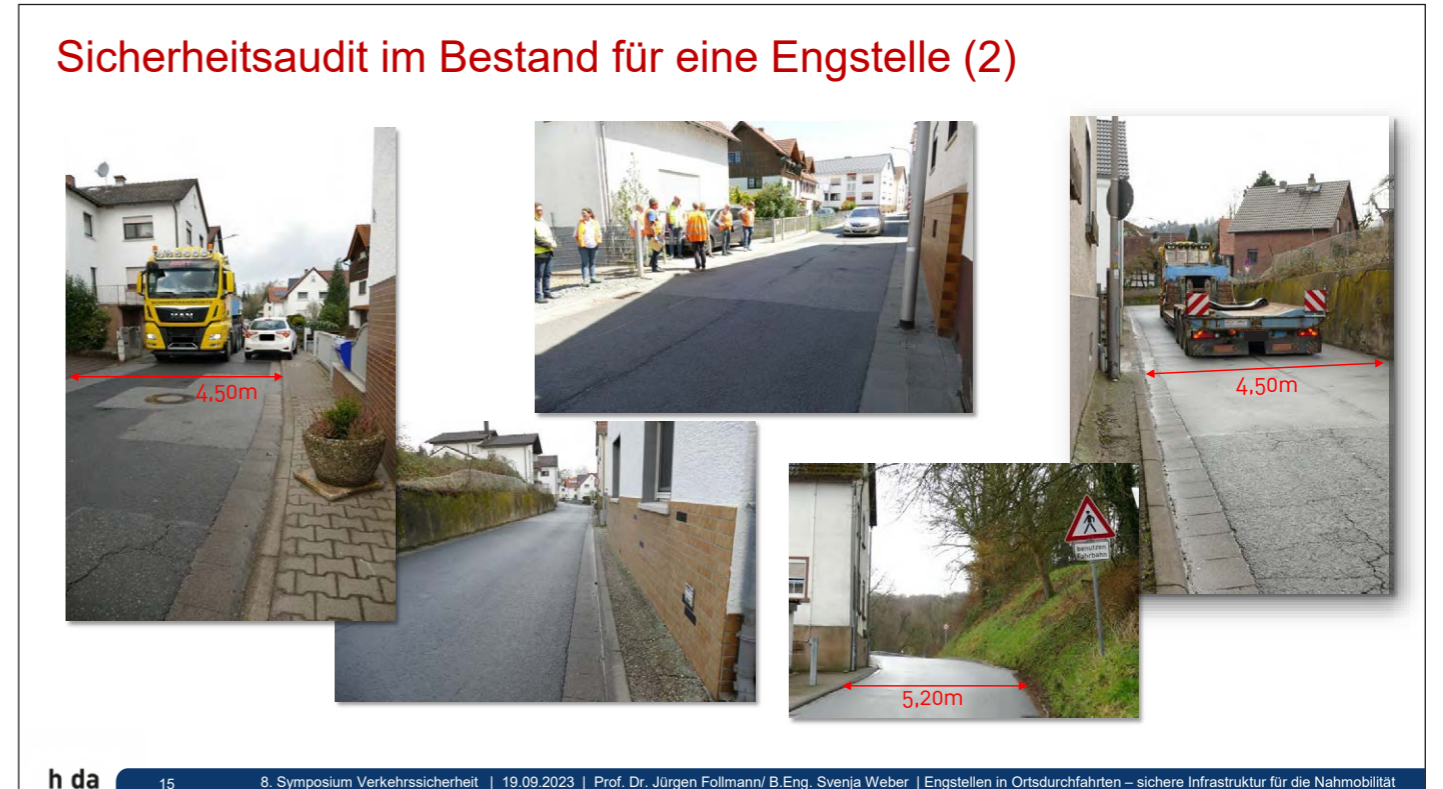 Sicherheitsaudit im Bestand für eine Engstelle (2)
MAN
4,50m
4,50m
benutzen
Fahrbahn
5,20m
h da
15
8. Symposium Verkehrssicherheit | 19.09.2023 | Prof. Dr. Jürgen Follmann/ B.Eng. Svenja Weber | Engstellen in Ortsdurchfahrten – sichere Infrastruktur für die Nahmobilität